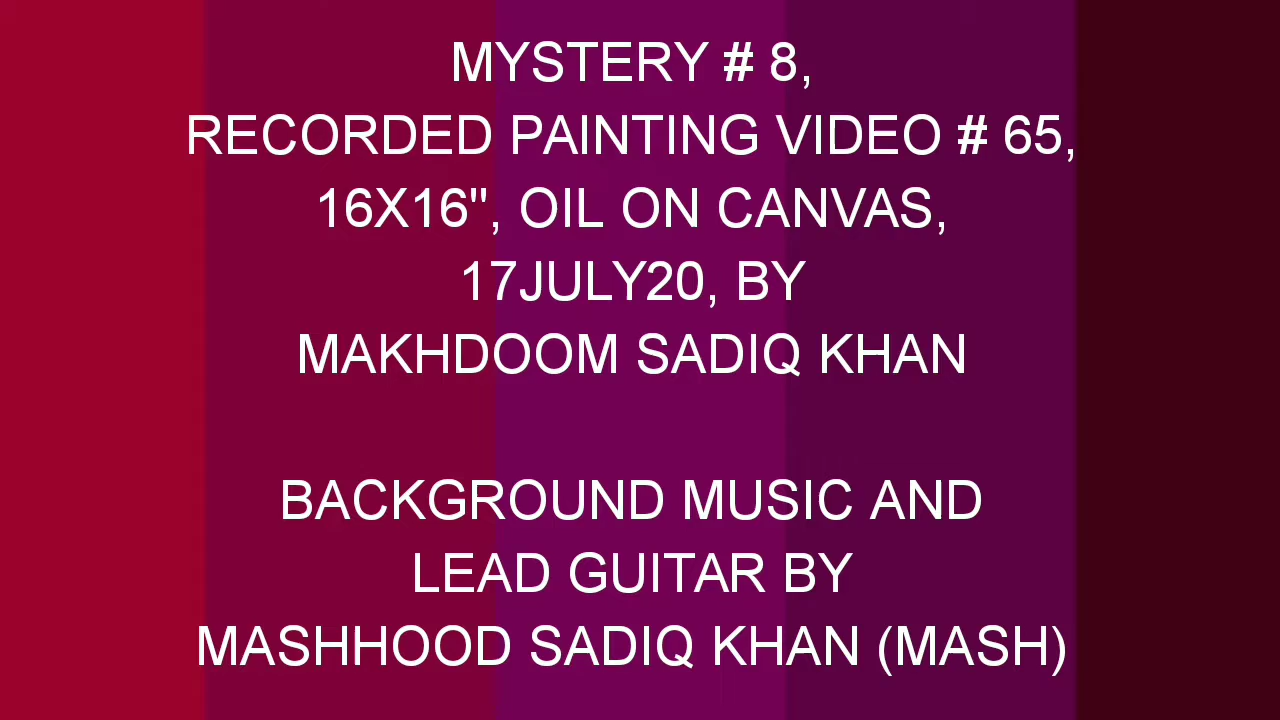 MYSTERY # 8,
RECORDED PAINTING VIDEO # 65,
16X16", OIL ON CANVAS,
17JULY20, BY
MAKHDOOM SADIQ KHAN
BACKGROUND MUSIC AND
LEAD GUITAR BY
MASHHOOD SADIQ KHAN (MASH)